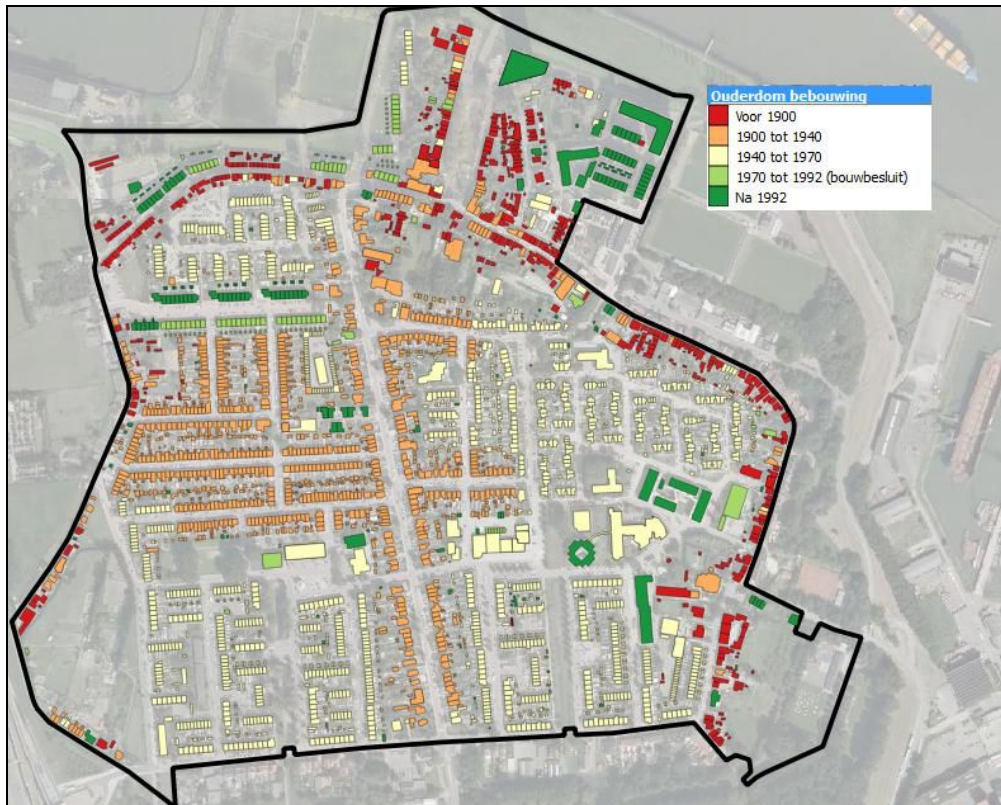 Ouderdom bebouwing
Voor 1900
1900 tot 1940
1940 tot 1970
1970 tot 1992 (bouwbesluit)
Na 1992